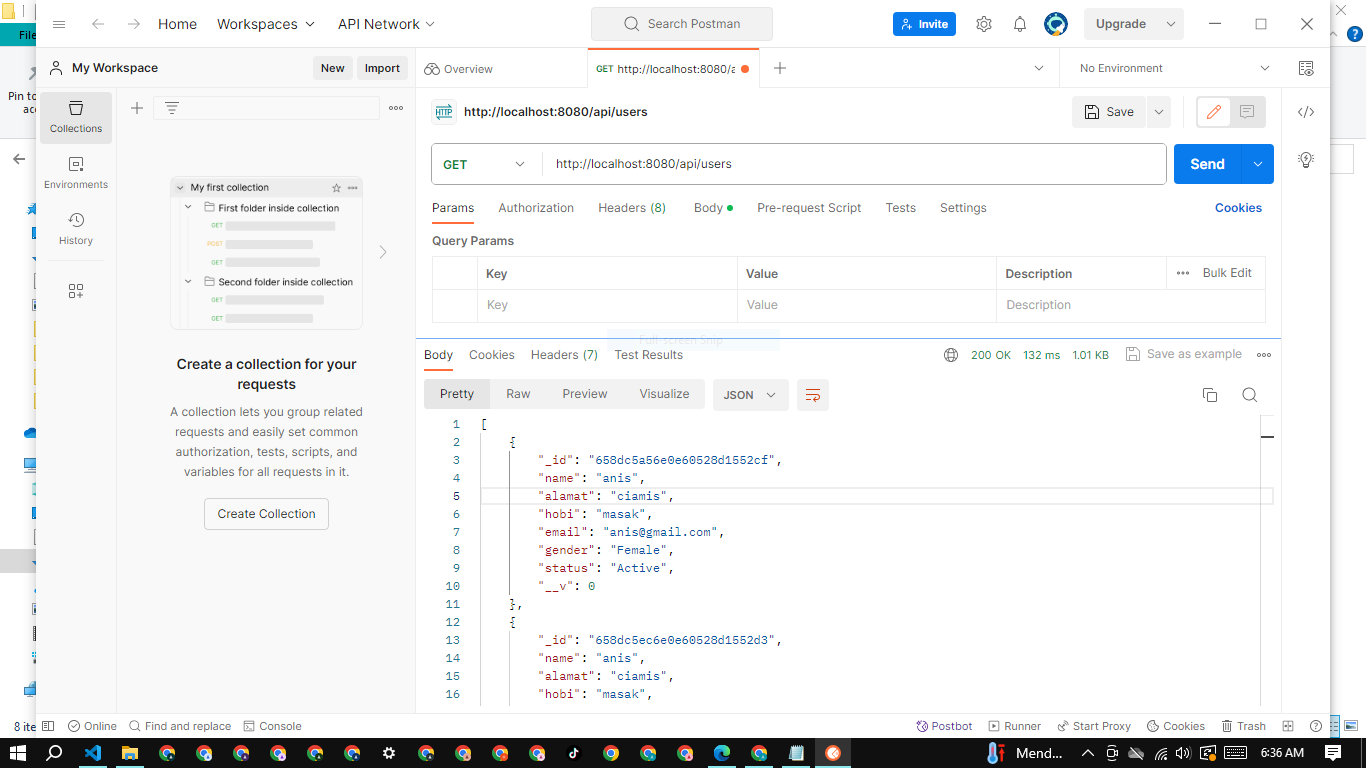 File
Home
Workspaces
API Network
Search Postman
Invite
Upgrade
Pin to
acc
My Workspace
New
Import
Overview
GET http://localhost:8080/a
No Environment
Collections
Environments
History
http://localhost:8080/api/users
Save
GET
http://localhost:8080/api/users
Send
Params
Authorization
Headers (8)
Body
Pre-request Script
Tests
Settings
Cookies
Query Params
Key
Value
Description
Bulk Edit
Key
Value
Description
Full-screen Snip
My first collection
First folder inside collection
GET
POST
GET
Second folder inside collection
GET
GET
Create a collection for your
requests
A collection lets you group related
requests and easily set common
authorization, tests, scripts, and
variables for all requests in it.
Create Collection
Body
Cookies
Headers (7)
Test Results
200 OK
132 ms
1.01 KB
Save as example
Pretty
Raw
Preview
Visualize
JSON
1 [
2 {
3 "_id": "658dc5a56e0e60528d1552cf",
4 "name": "anis",
5 "alamat": "ciamis",
6 "hobi": "masak",
7 "email": "anis@gmail.com",
8 "gender": "Female",
9 "status": "Active",
10 "__v": 0
11 },
12 {
13 "_id": "658dc5ec6e0e60528d1552d3",
14 "name": "anis",
15 "alamat": "ciamis",
16 "hobi": "masak",
8 ite
Online
Find and replace
Console
Postbot
Runner
Start Proxy
Cookies
Trash
Mend...
6:36 AM